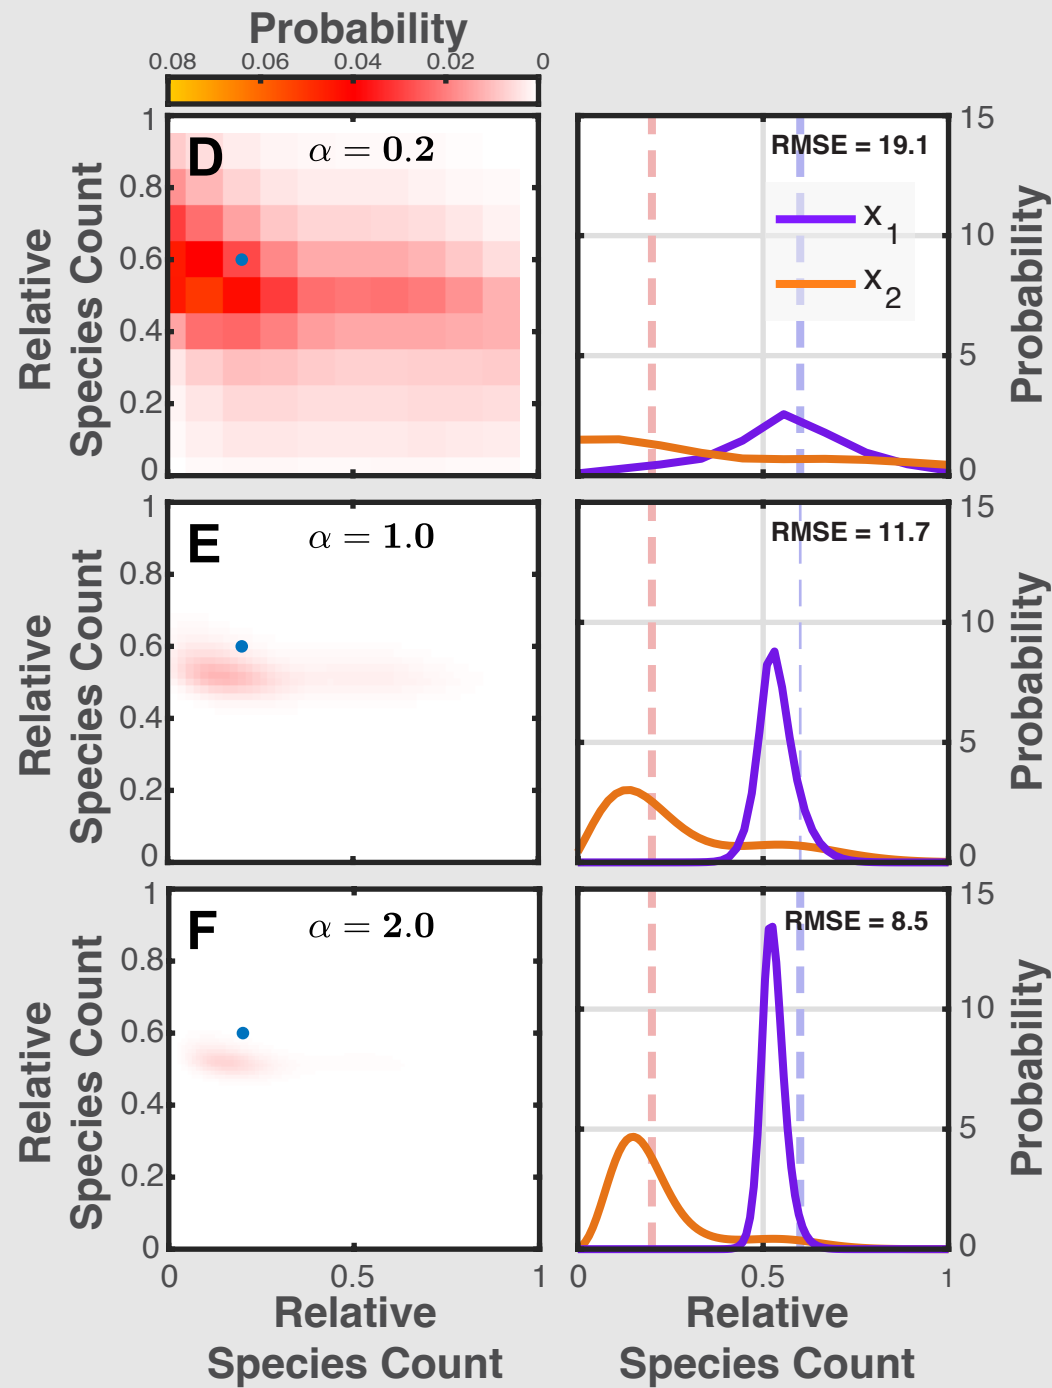 Probability
0.08 0.06 0.04 0.02 0
D
α = 0.2
1
0.8
0.6
0.4
0.2
0
Relative
Species Count
RMSE = 19.1
x1
x2
15
10
5
0
Probability
E
α = 1.0
1
0.8
0.6
0.4
0.2
0
Relative
Species Count
RMSE = 11.7
15
10
5
0
Probability
F
α = 2.0
1
0.8
0.6
0.4
0.2
0
Relative
Species Count
RMSE = 8.5
15
10
5
0
Probability
0 0.5 1
Relative
Species Count
0 0.5 1
Relative
Species Count